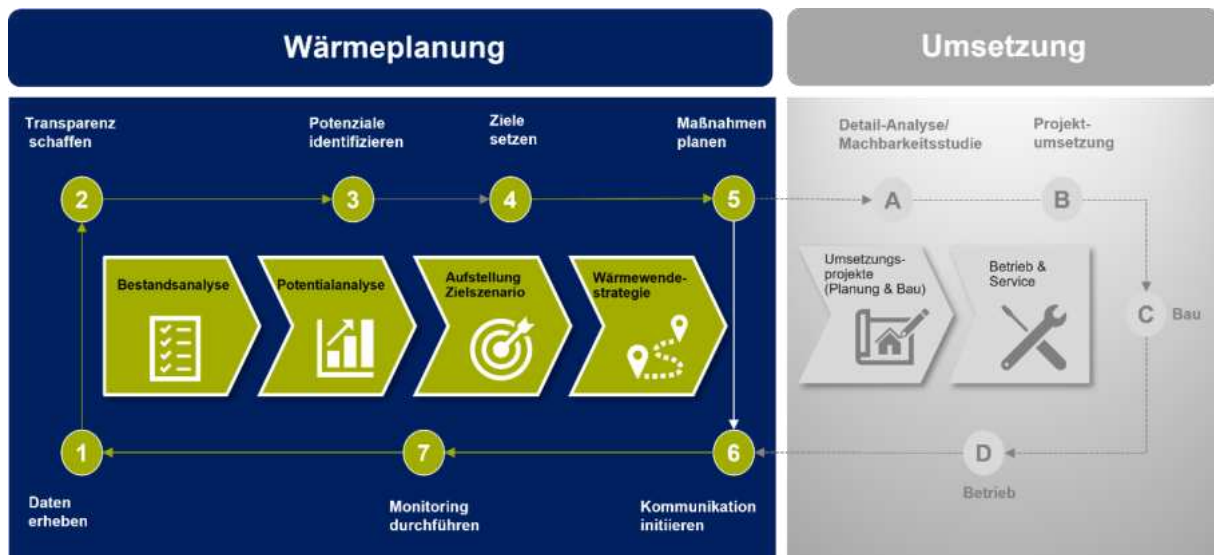 Wärmeplanung
Umsetzung
Transparenz
schaffen
Potenziale
identifizieren
Ziele
setzen
Maßnahmen
planen
Detail-Analyse/
Machbarkeitsstudie
Projekt-
umsetzung
2
3
4
5
A
B
Bestandsanalyse
Potentialanalyse
Aufstellung
Zielszenario
Wärmewende-
strategie
Umsetzungs-
projekte
(Planung & Bau)
Betrieb &
Service
C
Bau
1
7
6
D
Daten
erheben
Monitoring
durchführen
Kommunikation
initiieren
Betrieb